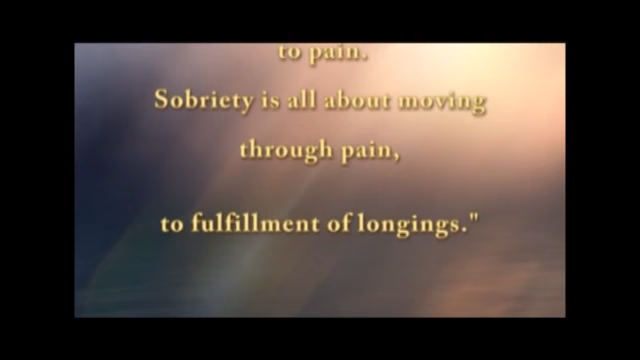 to pain.
Sobriety is all about moving
through pain,
to fulfillment of longings."